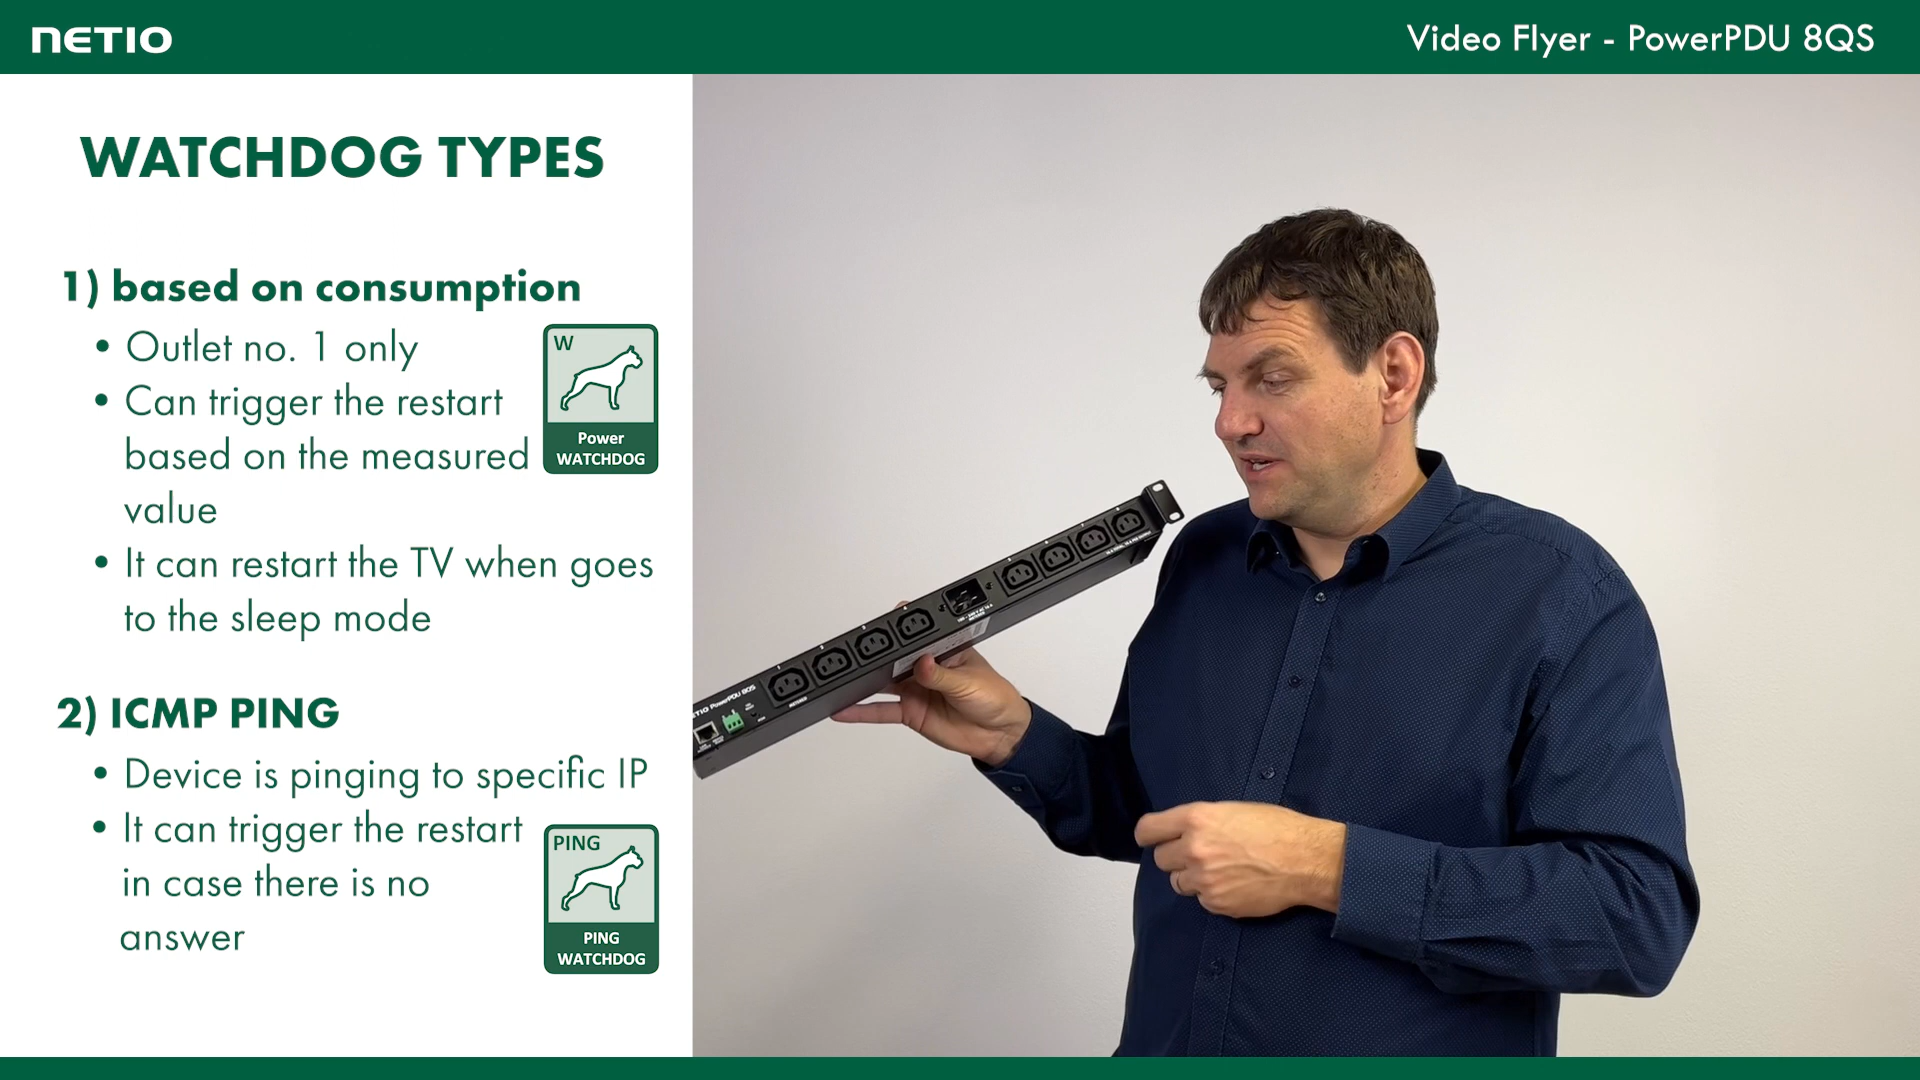 NETIO
Video Flyer - PowerPDU 8QS
WATCHDOG TYPES
1) based on consumption
• Outlet no. 1 only
• Can trigger the restart
based on the measured
value
• It can restart the TV when goes
to the sleep mode
W
Power
WATCHDOG
2) ICMP PING
• Device is pinging to specific IP
• It can trigger the restart
in case there is no
answer
PING
PING
WATCHDOG
PowerPDU 8QS
METERED